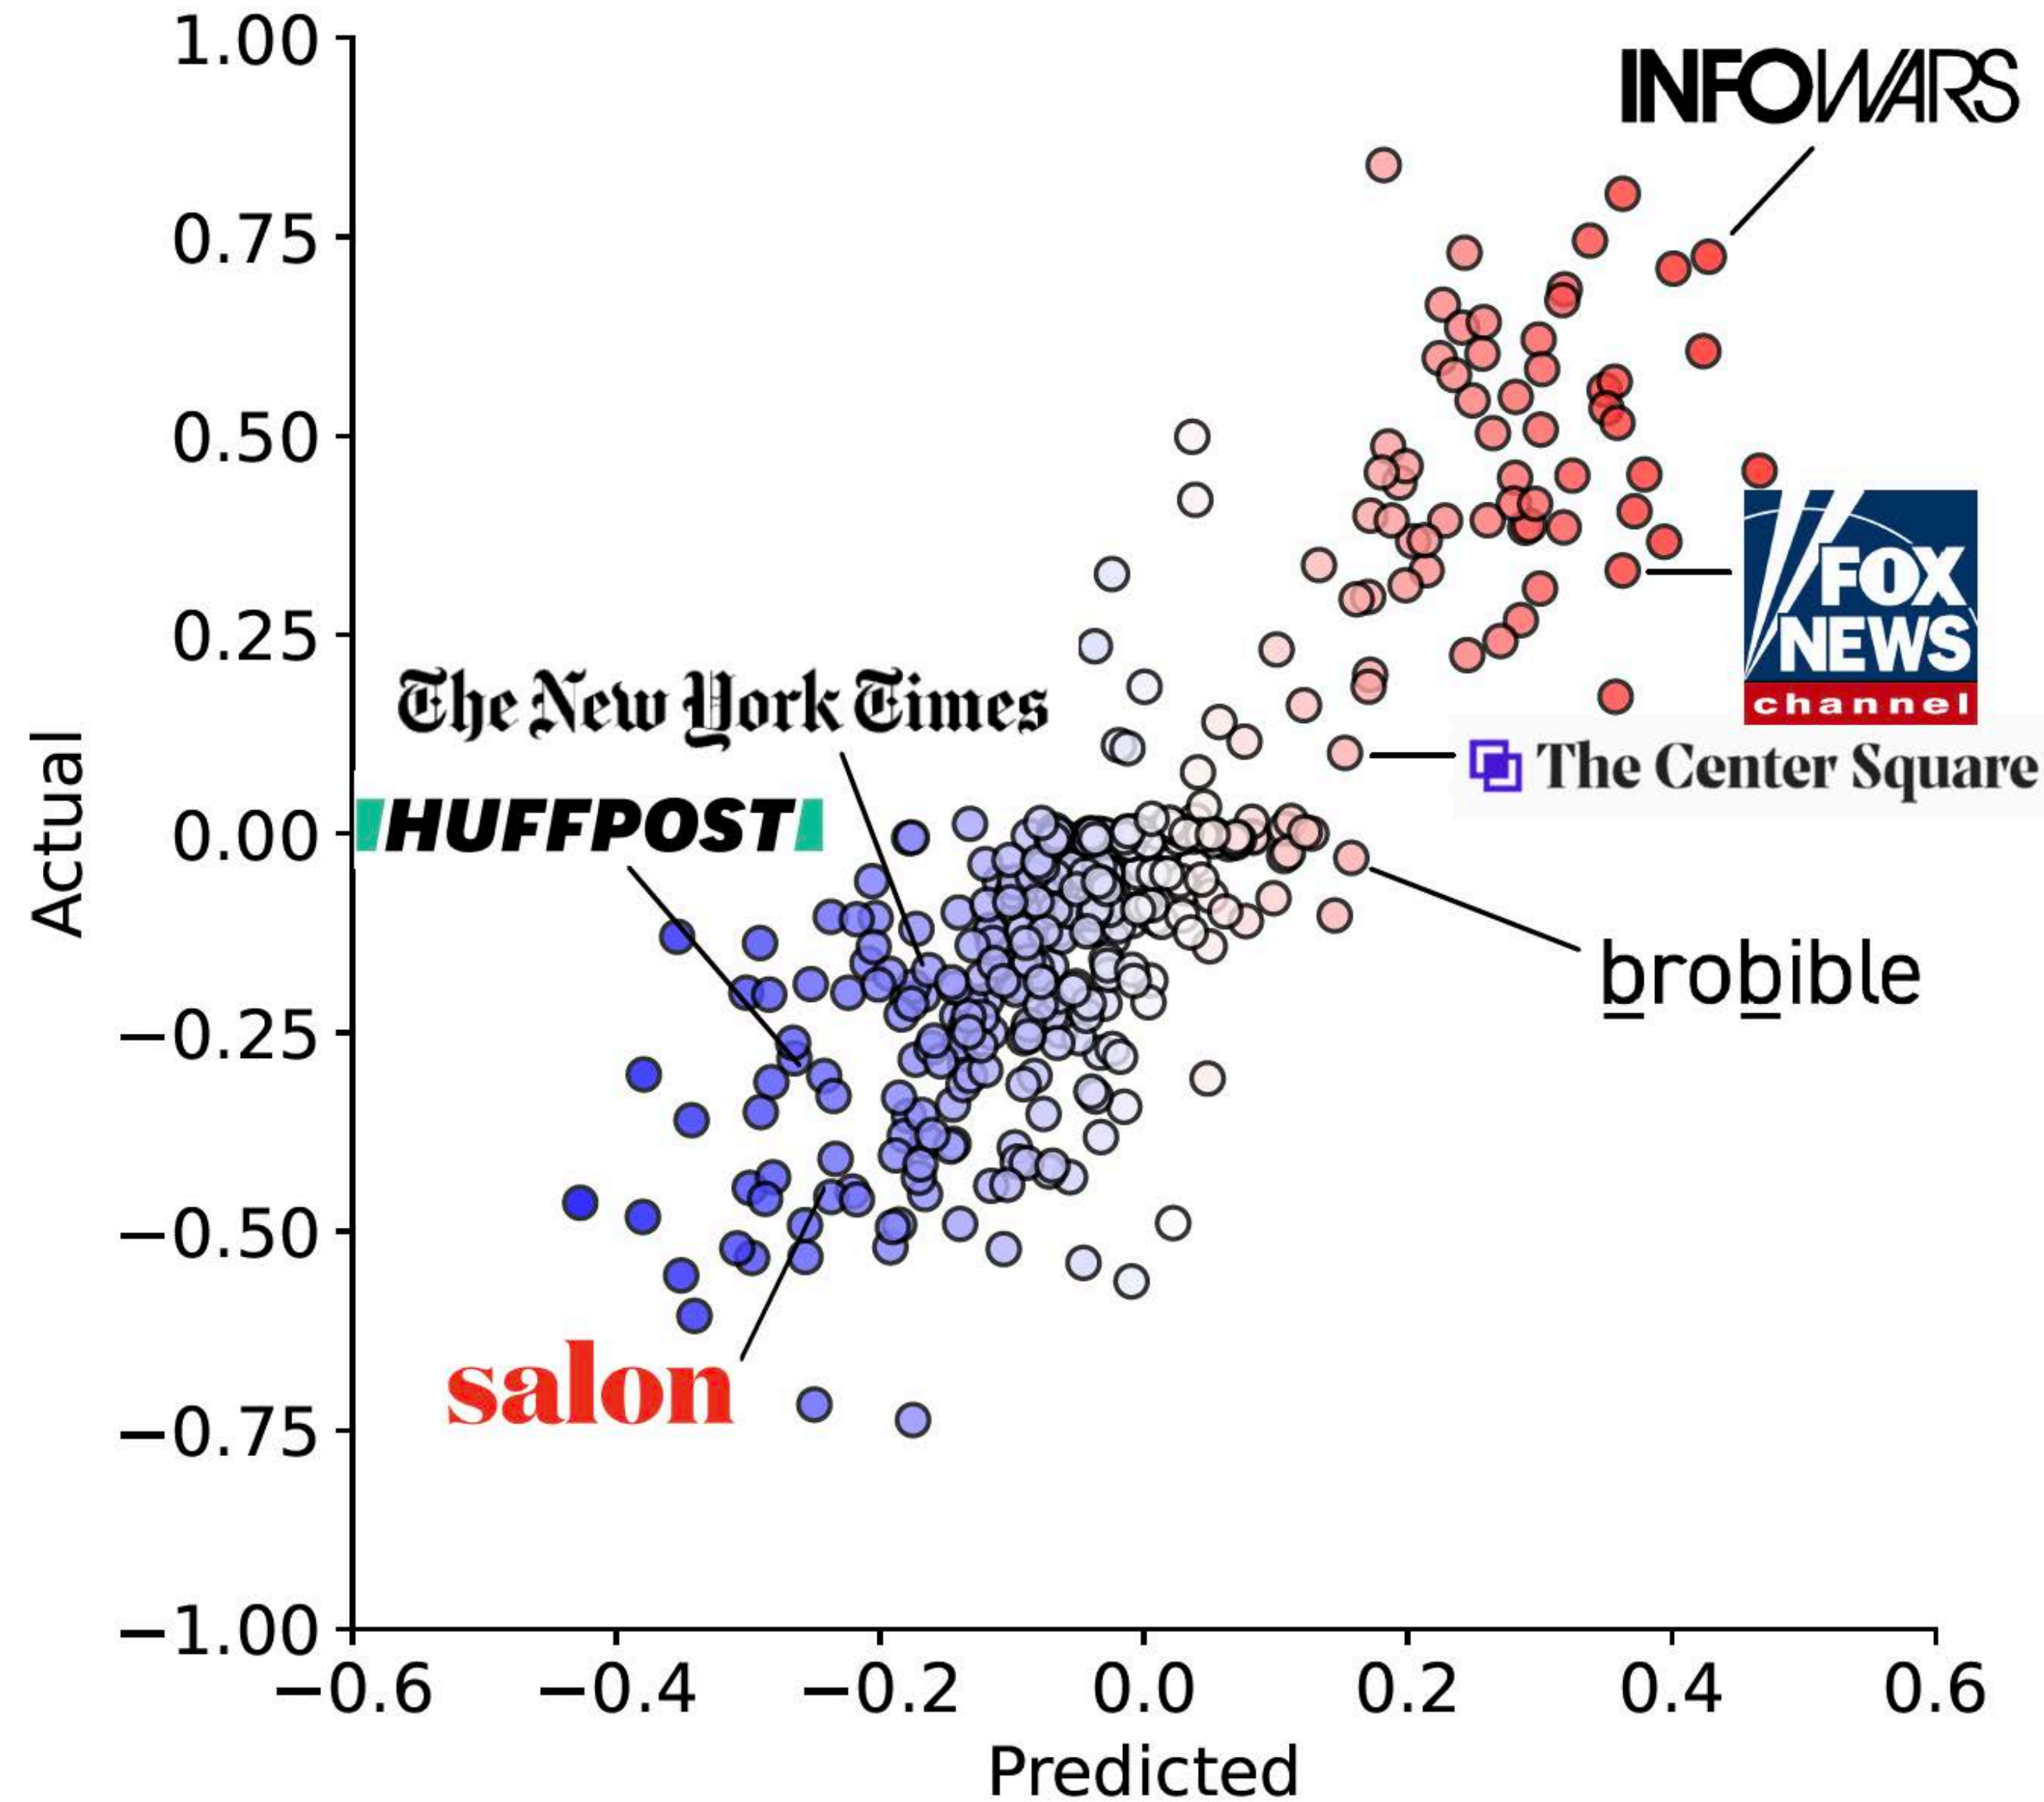 1.00
INFOWARS
0.75
0.50
FOX
NEWS
channel
0.25
The New York Times
The Center Square
Actual
HUFFPOST
0.00
brobible
−0.25
−0.50
salon
−0.75
−1.00
−0.6 −0.4 −0.2 0.0 0.2 0.4 0.6
Predicted